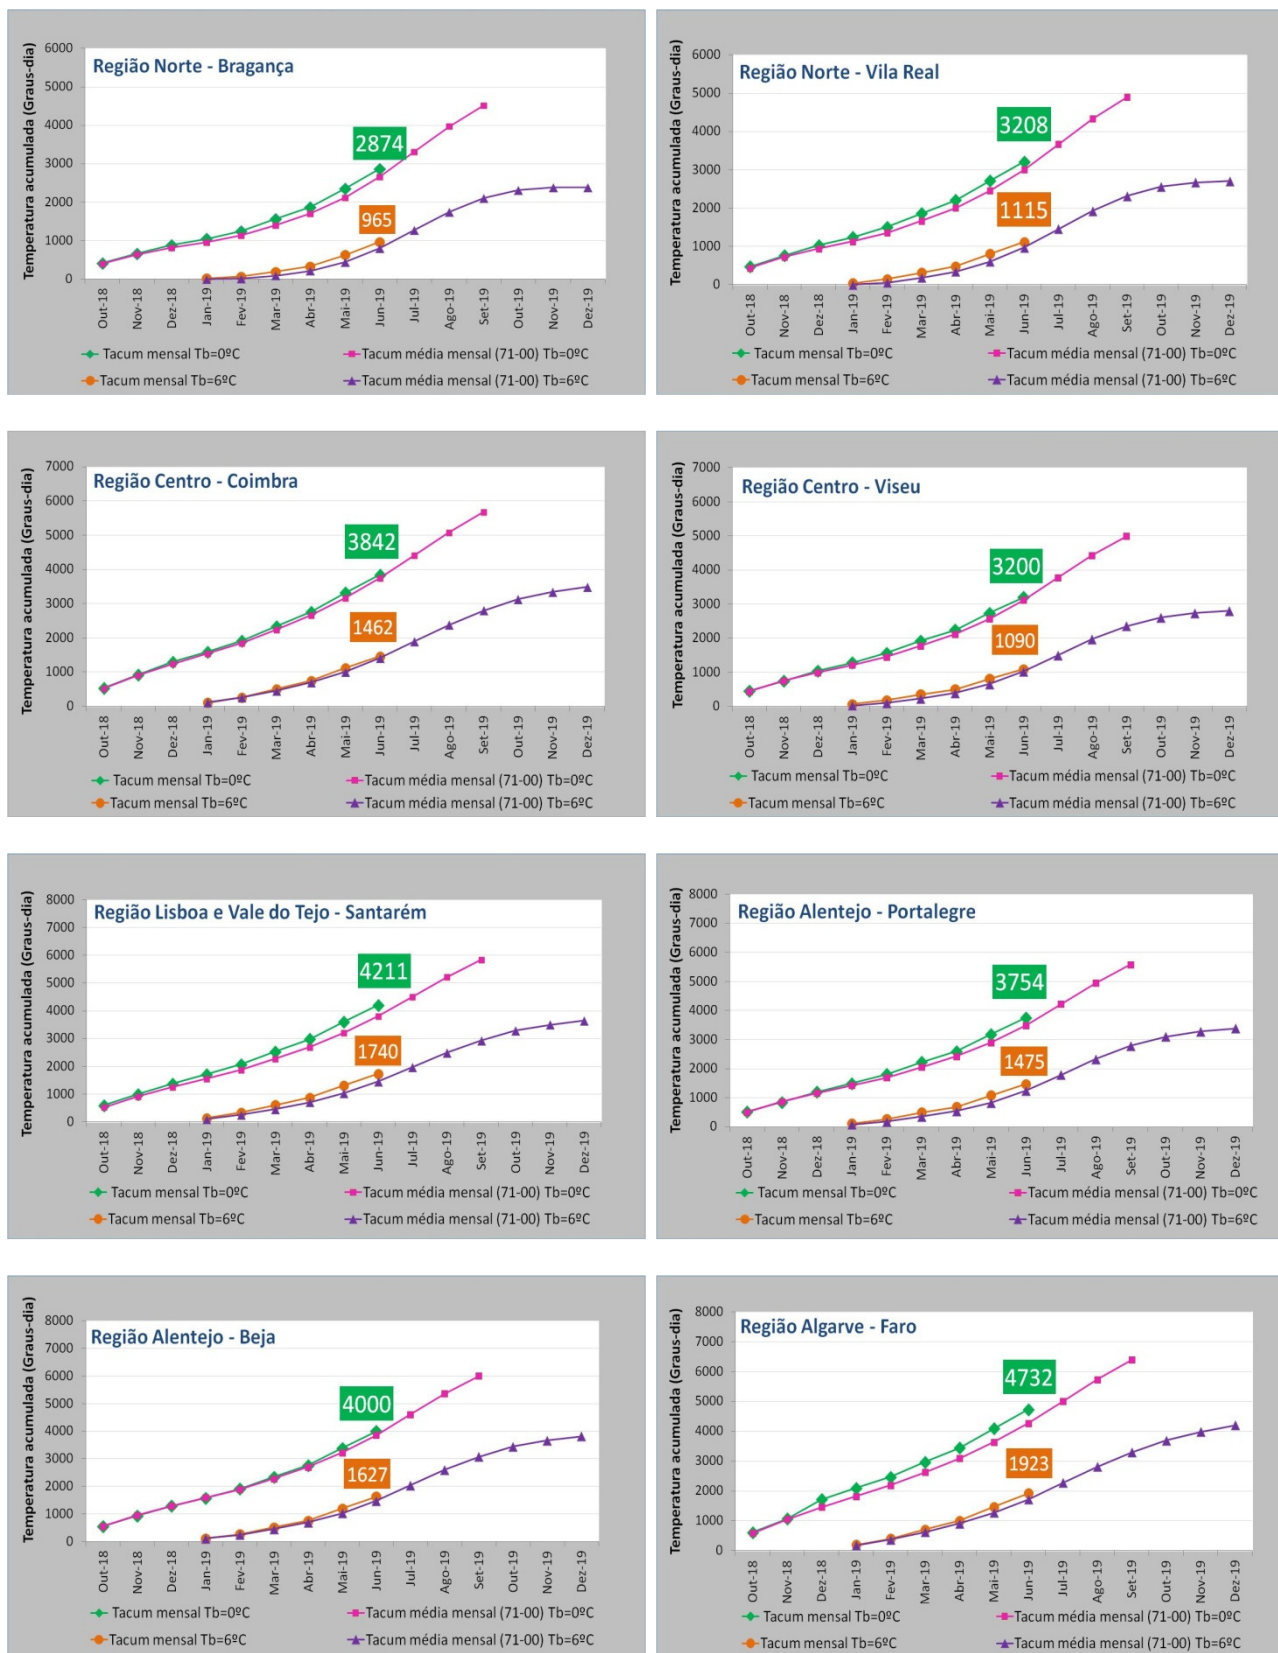 Região Norte - Bragança
Temperatura acumulada (Graus-dia)
6000
5000
4000
3000
2000
1000
0
2874
965
Out-18 Nov-18 Dez-18 Jan-19 Fev-19 Mar-19 Abr-19 Mai-19 Jun-19 Jul-19 Ago-19 Set-19 Out-19 Nov-19 Dez-19
Tacum mensal Tb=0ºC Tacum média mensal (71-00) Tb=0ºC
Tacum mensal Tb=6ºC Tacum média mensal (71-00) Tb=6ºC
Região Norte - Vila Real
Temperatura acumulada (Graus-dia)
6000
5000
4000
3000
2000
1000
0
3208
1115
Out-18 Nov-18 Dez-18 Jan-19 Fev-19 Mar-19 Abr-19 Mai-19 Jun-19 Jul-19 Ago-19 Set-19 Out-19 Nov-19 Dez-19
Tacum mensal Tb=0ºC Tacum média mensal (71-00) Tb=0ºC
Tacum mensal Tb=6ºC Tacum média mensal (71-00) Tb=6ºC
Região Centro - Coimbra
Temperatura acumulada (Graus-dia)
7000
6000
5000
4000
3000
2000
1000
0
3842
1462
Out-18 Nov-18 Dez-18 Jan-19 Fev-19 Mar-19 Abr-19 Mai-19 Jun-19 Jul-19 Ago-19 Set-19 Out-19 Nov-19 Dez-19
Tacum mensal Tb=0ºC Tacum média mensal (71-00) Tb=0ºC
Tacum mensal Tb=6ºC Tacum média mensal (71-00) Tb=6ºC
Região Centro - Viseu
Temperatura acumulada (Graus-dia)
7000
6000
5000
4000
3000
2000
1000
0
3200
1090
Out-18 Nov-18 Dez-18 Jan-19 Fev-19 Mar-19 Abr-19 Mai-19 Jun-19 Jul-19 Ago-19 Set-19 Out-19 Nov-19 Dez-19
Tacum mensal Tb=0ºC Tacum média mensal (71-00) Tb=0ºC
Tacum mensal Tb=6ºC Tacum média mensal (71-00) Tb=6ºC
Região Lisboa e Vale do Tejo - Santarém
Temperatura acumulada (Graus-dia)
8000
7000
6000
5000
4000
3000
2000
1000
0
4211
1740
Out-18 Nov-18 Dez-18 Jan-19 Fev-19 Mar-19 Abr-19 Mai-19 Jun-19 Jul-19 Ago-19 Set-19 Out-19 Nov-19 Dez-19
Tacum mensal Tb=0ºC Tacum média mensal (71-00) Tb=0ºC
Tacum mensal Tb=6ºC Tacum média mensal (71-00) Tb=6ºC
Região Alentejo - Portalegre
Temperatura acumulada (Graus-dia)
8000
7000
6000
5000
4000
3000
2000
1000
0
3754
1475
Out-18 Nov-18 Dez-18 Jan-19 Fev-19 Mar-19 Abr-19 Mai-19 Jun-19 Jul-19 Ago-19 Set-19 Out-19 Nov-19 Dez-19
Tacum mensal Tb=0ºC Tacum média mensal (71-00) Tb=0ºC
Tacum mensal Tb=6ºC Tacum média mensal (71-00) Tb=6ºC
Região Alentejo - Beja
Temperatura acumulada (Graus-dia)
8000
7000
6000
5000
4000
3000
2000
1000
0
4000
1627
Out-18 Nov-18 Dez-18 Jan-19 Fev-19 Mar-19 Abr-19 Mai-19 Jun-19 Jul-19 Ago-19 Set-19 Out-19 Nov-19 Dez-19
Tacum mensal Tb=0ºC Tacum média mensal (71-00) Tb=0ºC
Tacum mensal Tb=6ºC Tacum média mensal (71-00) Tb=6ºC
Região Algarve - Faro
Temperatura acumulada (Graus-dia)
8000
7000
6000
5000
4000
3000
2000
1000
0
4732
1923
Out-18 Nov-18 Dez-18 Jan-19 Fev-19 Mar-19 Abr-19 Mai-19 Jun-19 Jul-19 Ago-19 Set-19 Out-19 Nov-19 Dez-19
Tacum mensal Tb=0ºC Tacum média mensal (71-00) Tb=0ºC
Tacum mensal Tb=6ºC Tacum média mensal (71-00) Tb=6ºC